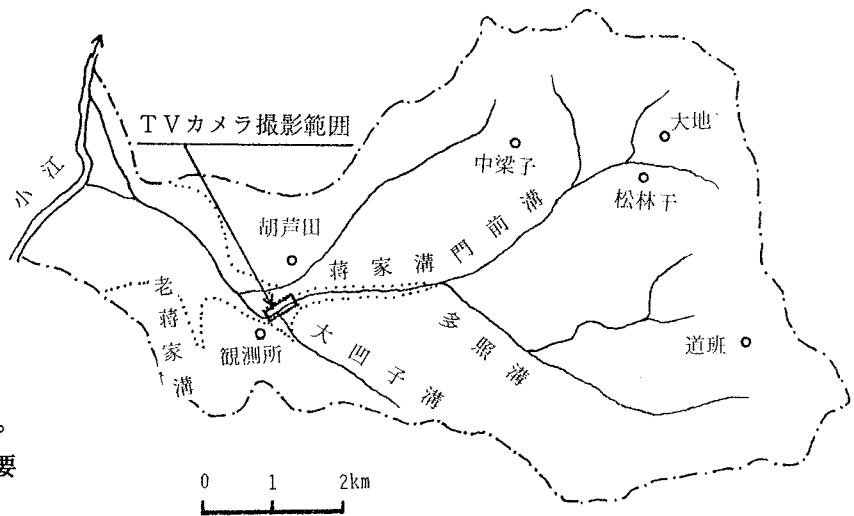 TVカメラ撮影範囲
小江
胡芦田
中梁子
大地
松林干
蒋家溝
門前溝
老蒋家溝
観測所
大凹子溝
多照溝
道班
。
要
0 1 2km